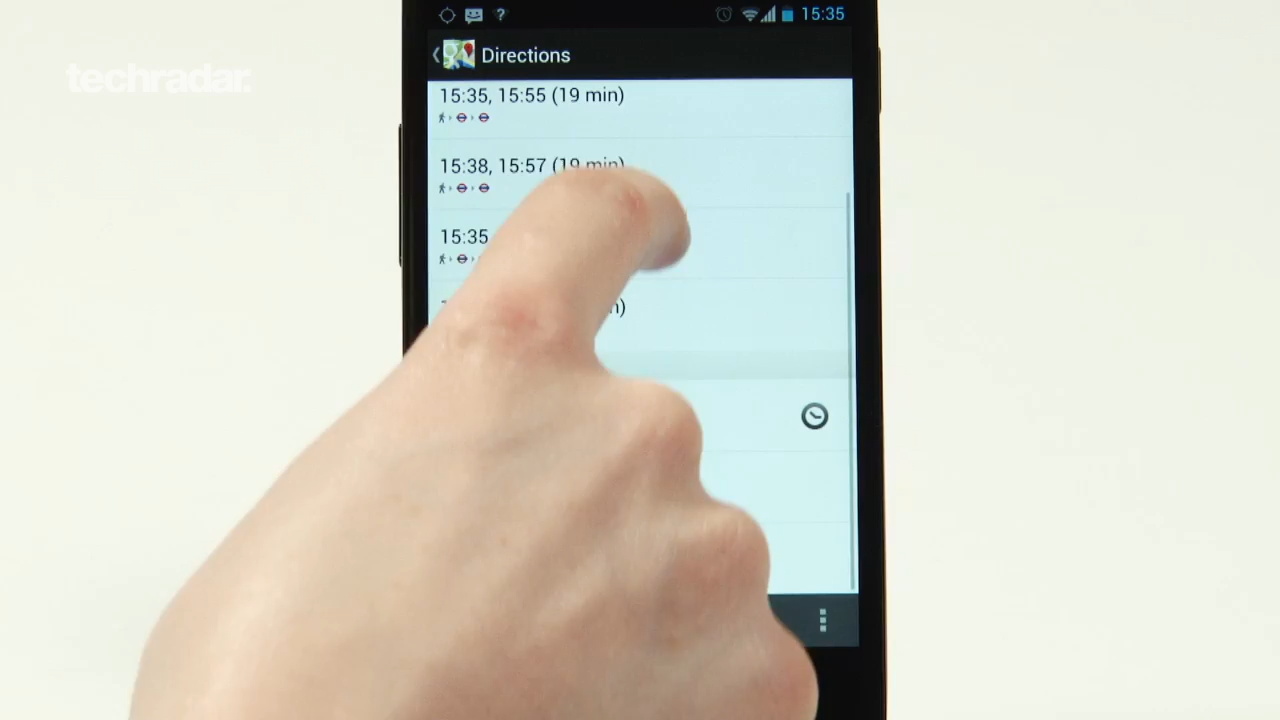 15:35
Directions
techradar.
15:35, 15:55 (19 min)
15:38, 15:57 (19 min)
15:35